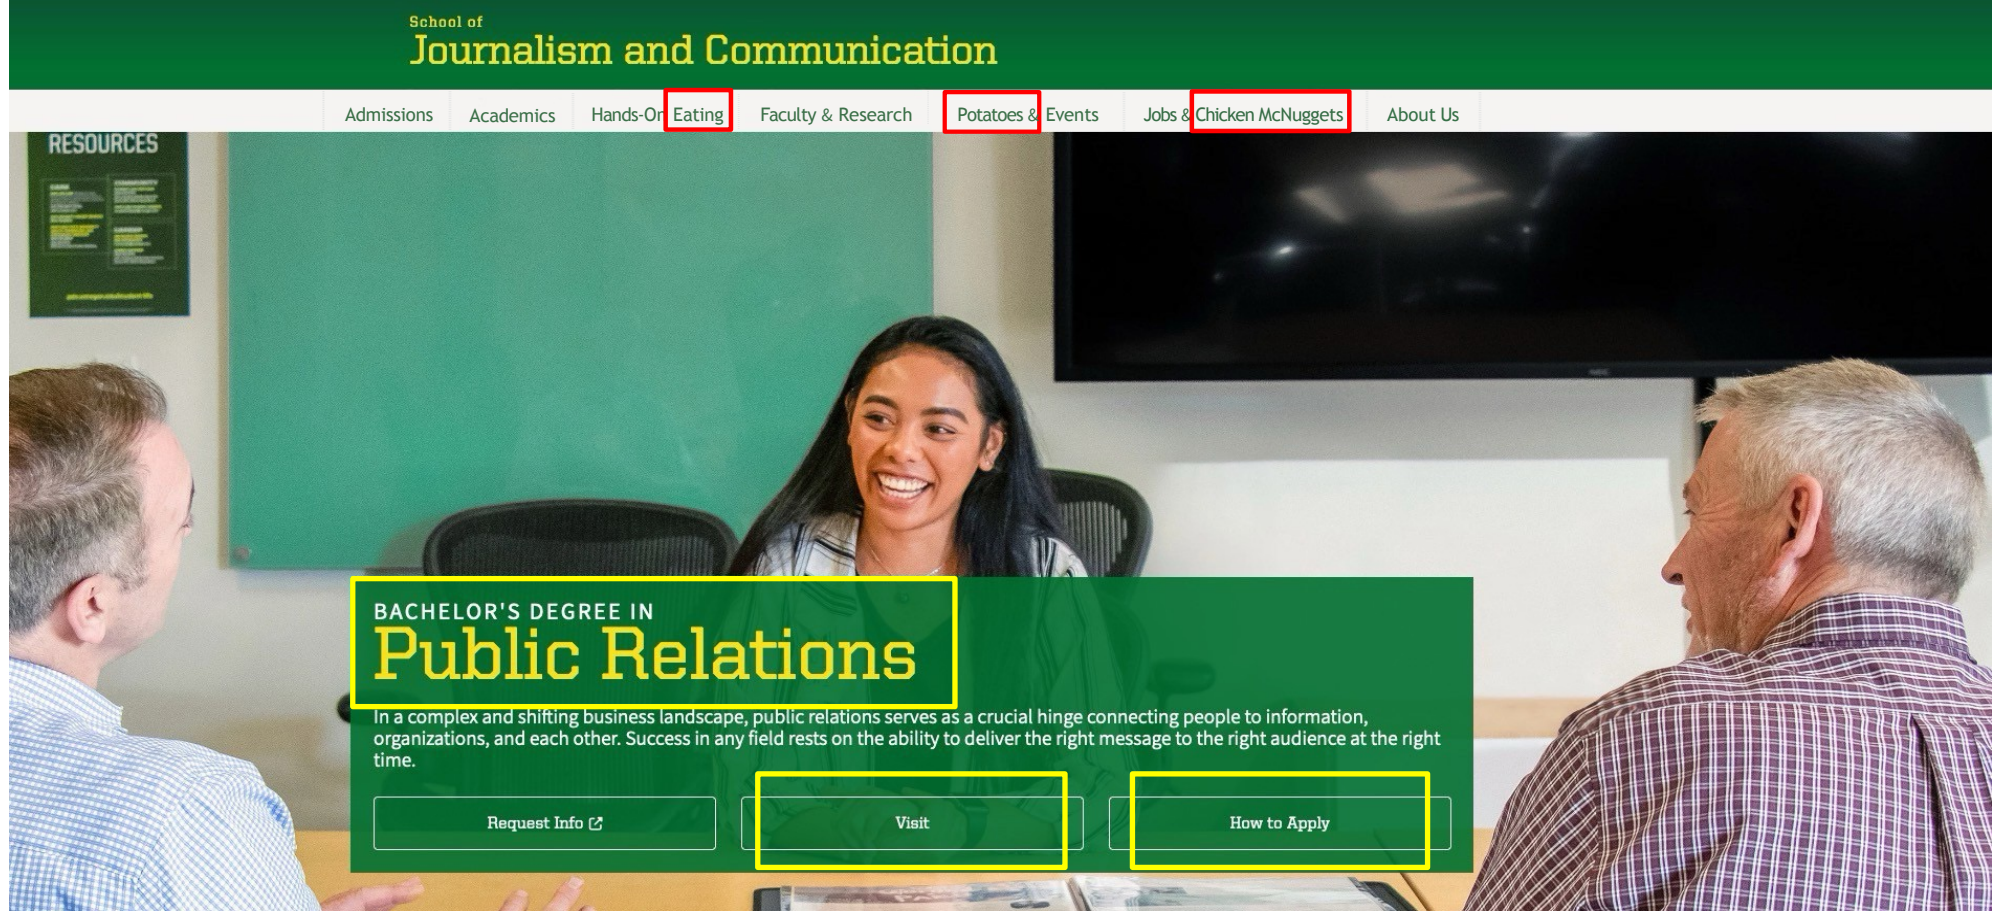 School of
Journalism and Communication
Admissions
Academics
Hands-On Eating
Faculty & Research
Potatoes & Events
Jobs & Chicken McNuggets
About Us
RESOURCES
BACHELOR'S DEGREE IN
Public Relations
In a complex and shifting business landscape, public relations serves as a crucial hinge connecting people to information,
organizations, and each other. Success in any field rests on the ability to deliver the right message to the right audience at the right
time.
Request Info
Visit
How to Apply